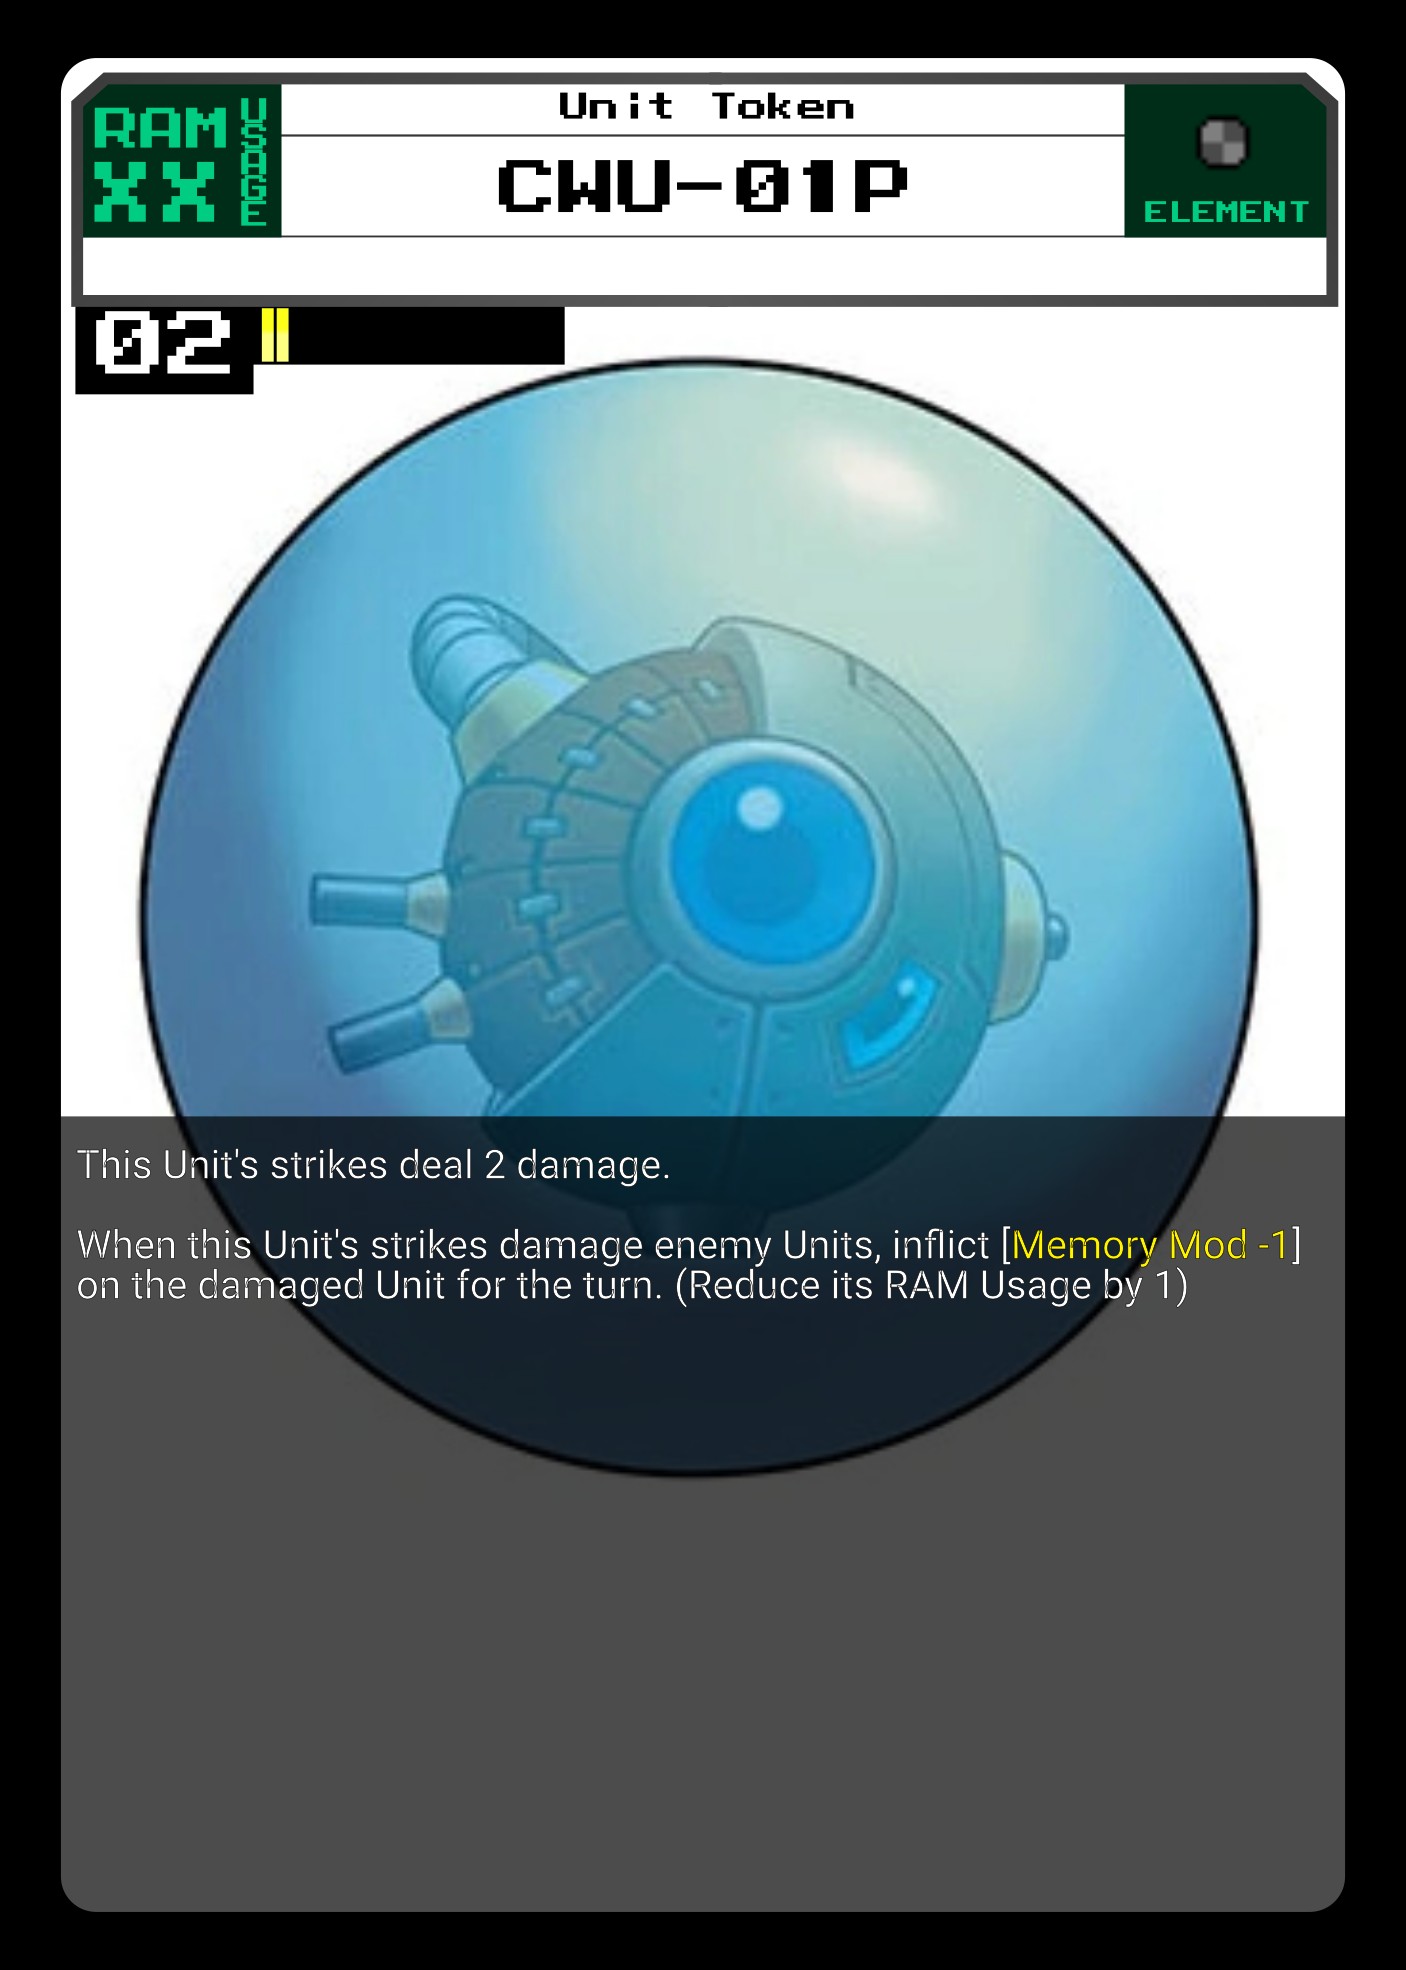 RAM USAGE
XX
Unit Token
CWU-01P
ELEMENT
02
This Unit's strikes deal 2 damage.
When this Unit's strikes damage enemy Units, inflict [Memory Mod -1]
on the damaged Unit for the turn. (Reduce its RAM Usage by 1)